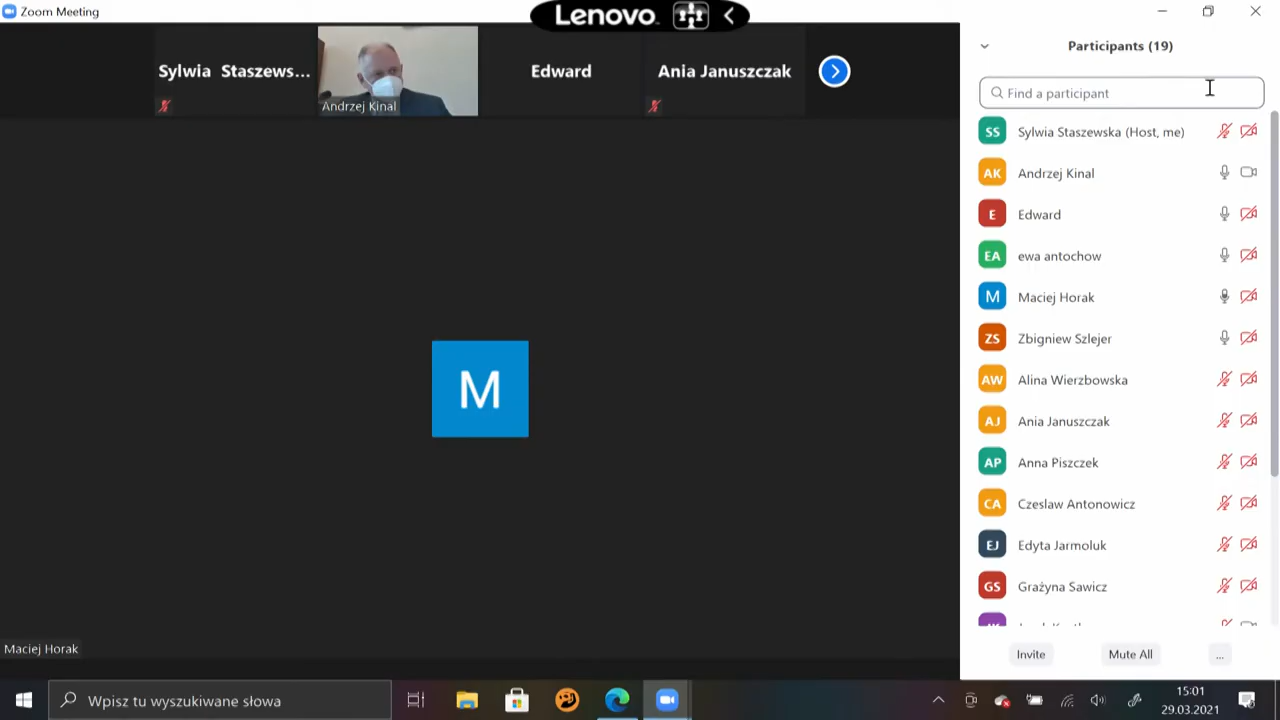 Zoom Meeting
Lenovo
Sylwia Staszews...
Andrzej Kinal
Edward
Ania Januszczak
M
Maciej Horak
Participants (19)
Find a participant
SS Sylwia Staszewska (Host, me)
AK Andrzej Kinal
E Edward
EA ewa antochow
M Maciej Horak
ZS Zbigniew Szlejer
AW Alina Wierzbowska
AJ Ania Januszczak
AP Anna Piszczek
CA Czeslaw Antonowicz
EJ Edyta Jarmoluk
GS Grażyna Sawicz
Invite
Mute All
...
Wpisz tu wyszukiwane słowa
15:01
29.03.2021